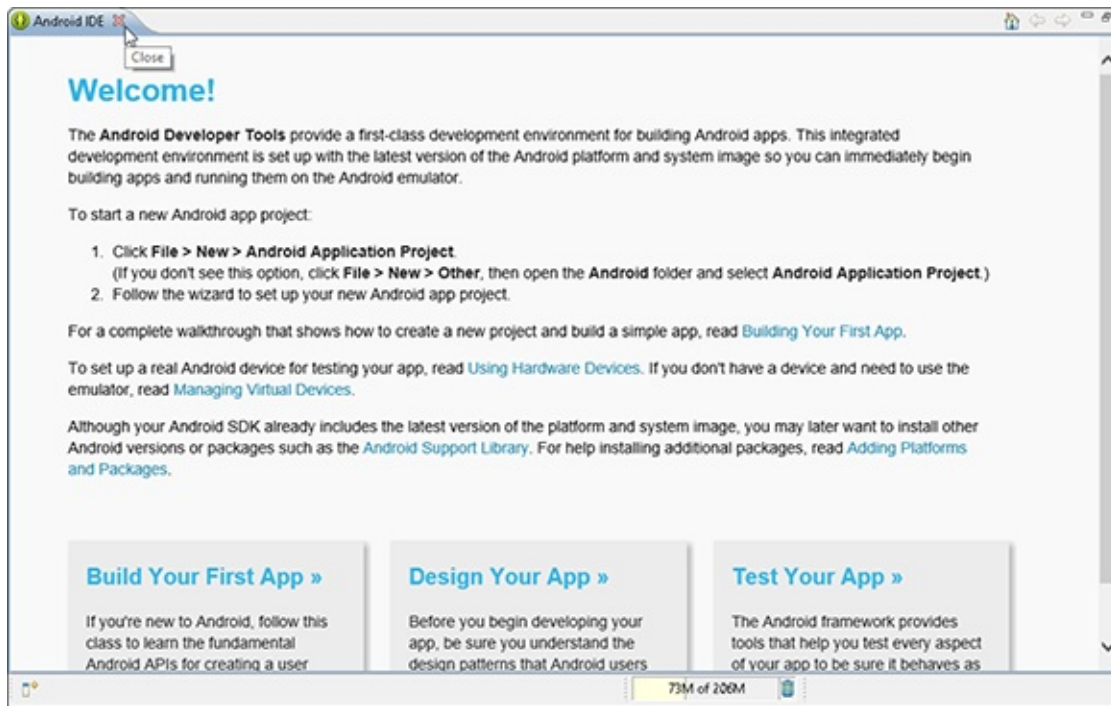 Android IDE
Close
Welcome!
The Android Developer Tools provide a first-class development environment for building Android apps. This integrated
development environment is set up with the latest version of the Android platform and system image so you can immediately begin
building apps and running them on the Android emulator.
To start a new Android app project:
1. Click File > New > Android Application Project.
(If you don't see this option, click File > New > Other, then open the Android folder and select Android Application Project.)
2. Follow the wizard to set up your new Android app project.
For a complete walkthrough that shows how to create a new project and build a simple app, read Building Your First App.
To set up a real Android device for testing your app, read Using Hardware Devices. If you don't have a device and need to use the
emulator, read Managing Virtual Devices.
Although your Android SDK already includes the latest version of the platform and system image, you may later want to install other
Android versions or packages such as the Android Support Library. For help installing additional packages, read Adding Platforms
and Packages.
Build Your First App »
If you're new to Android, follow this
class to learn the fundamental
Android APIs for creating a user
Design Your App »
Before you begin developing your
app, be sure you understand the
design patterns that Android users
Test Your App »
The Android framework provides
tools that help you test every aspect
of your app to be sure it behaves as
73M of 206M